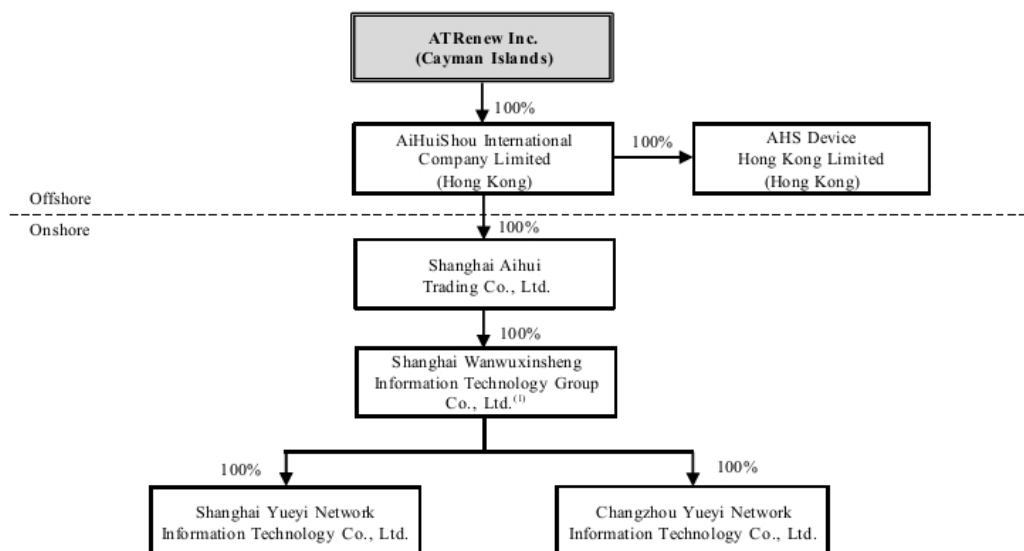 ATRenew Inc.
(Cayman Islands)
100%
AiHuiShou International
Company Limited
(Hong Kong)
100%
AHS Device
Hong Kong Limited
(Hong Kong)
Offshore
Onshore
100%
Shanghai Aihui
Trading Co., Ltd.
100%
Shanghai Wanwuxinsheng
Information Technology Group
Co., Ltd.(1)
100%
100%
Shanghai Yueyi Network
Information Technology Co., Ltd.
Changzhou Yueyi Network
Information Technology Co., Ltd.